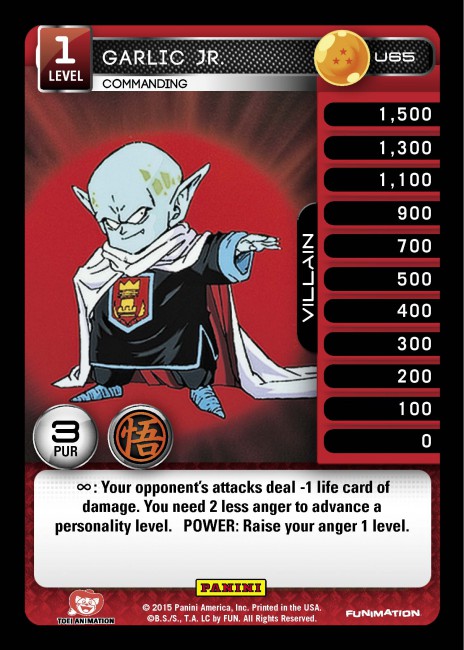 1
LEVEL
GARLIC JR.
U65
COMMANDING
1,500
1,300
1,100
900
700
500
400
300
200
100
0
VILLAIN
3
PUR
悟
∞: Your opponent's attacks deal -1 life card of
damage. You need 2 less anger to advance a
personality level. POWER: Raise your anger 1 level.
PANINI
TOEI ANIMATION
© 2015 Panini America, Inc. Printed in the USA.
©B.S./S., T.A. LC by FUN. All Rights Reserved.
FUNIMATION